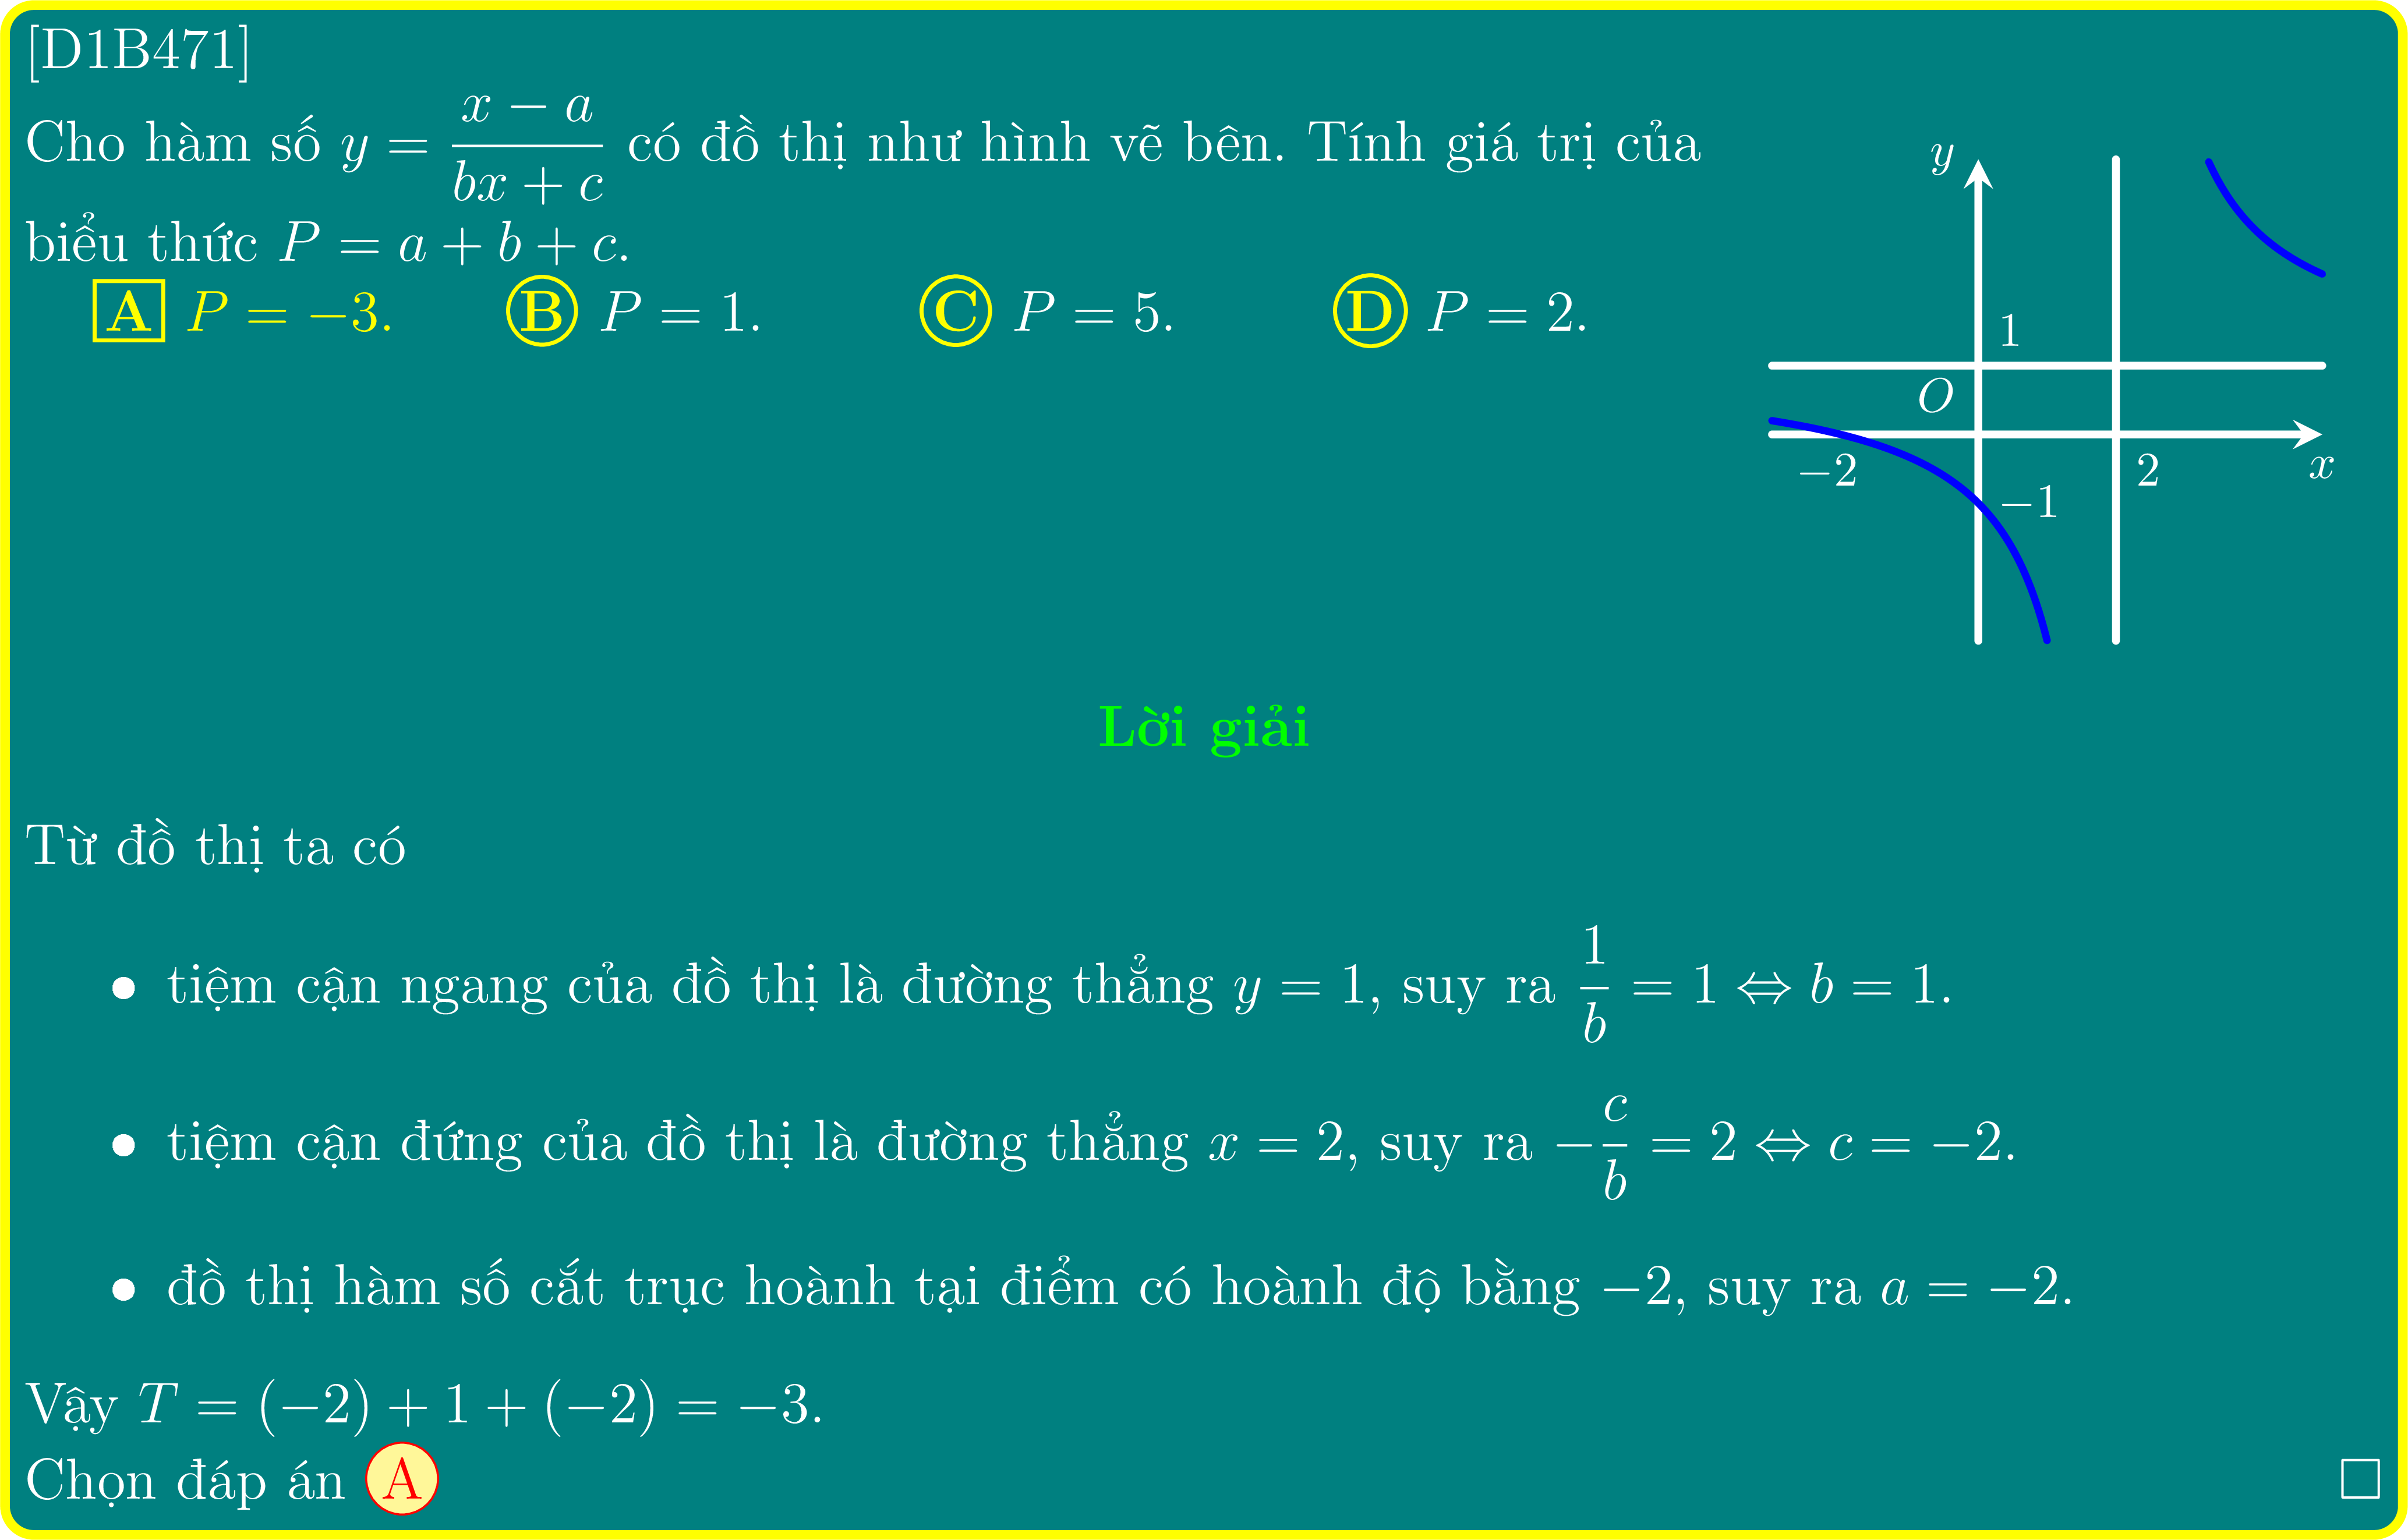 [D1B471]
Cho hàm số y = \frac{x − a}{bx + c} có đồ thị như hình vẽ bên. Tính giá trị của
biểu thức P = a + b + c.
A P = −3. B P = 1. C P = 5. D P = 2.
y
1
O
−2 2 x
−1
Lời giải
Từ đồ thị ta có
• tiệm cận ngang của đồ thị là đường thẳng y = 1, suy ra \frac{1}{b} = 1 ⇔ b = 1.
• tiệm cận đứng của đồ thị là đường thẳng x = 2, suy ra −\frac{c}{b} = 2 ⇔ c = −2.
• đồ thị hàm số cắt trục hoành tại điểm có hoành độ bằng −2, suy ra a = −2.
Vậy T = (−2) + 1 + (−2) = −3.
Chọn đáp án A □